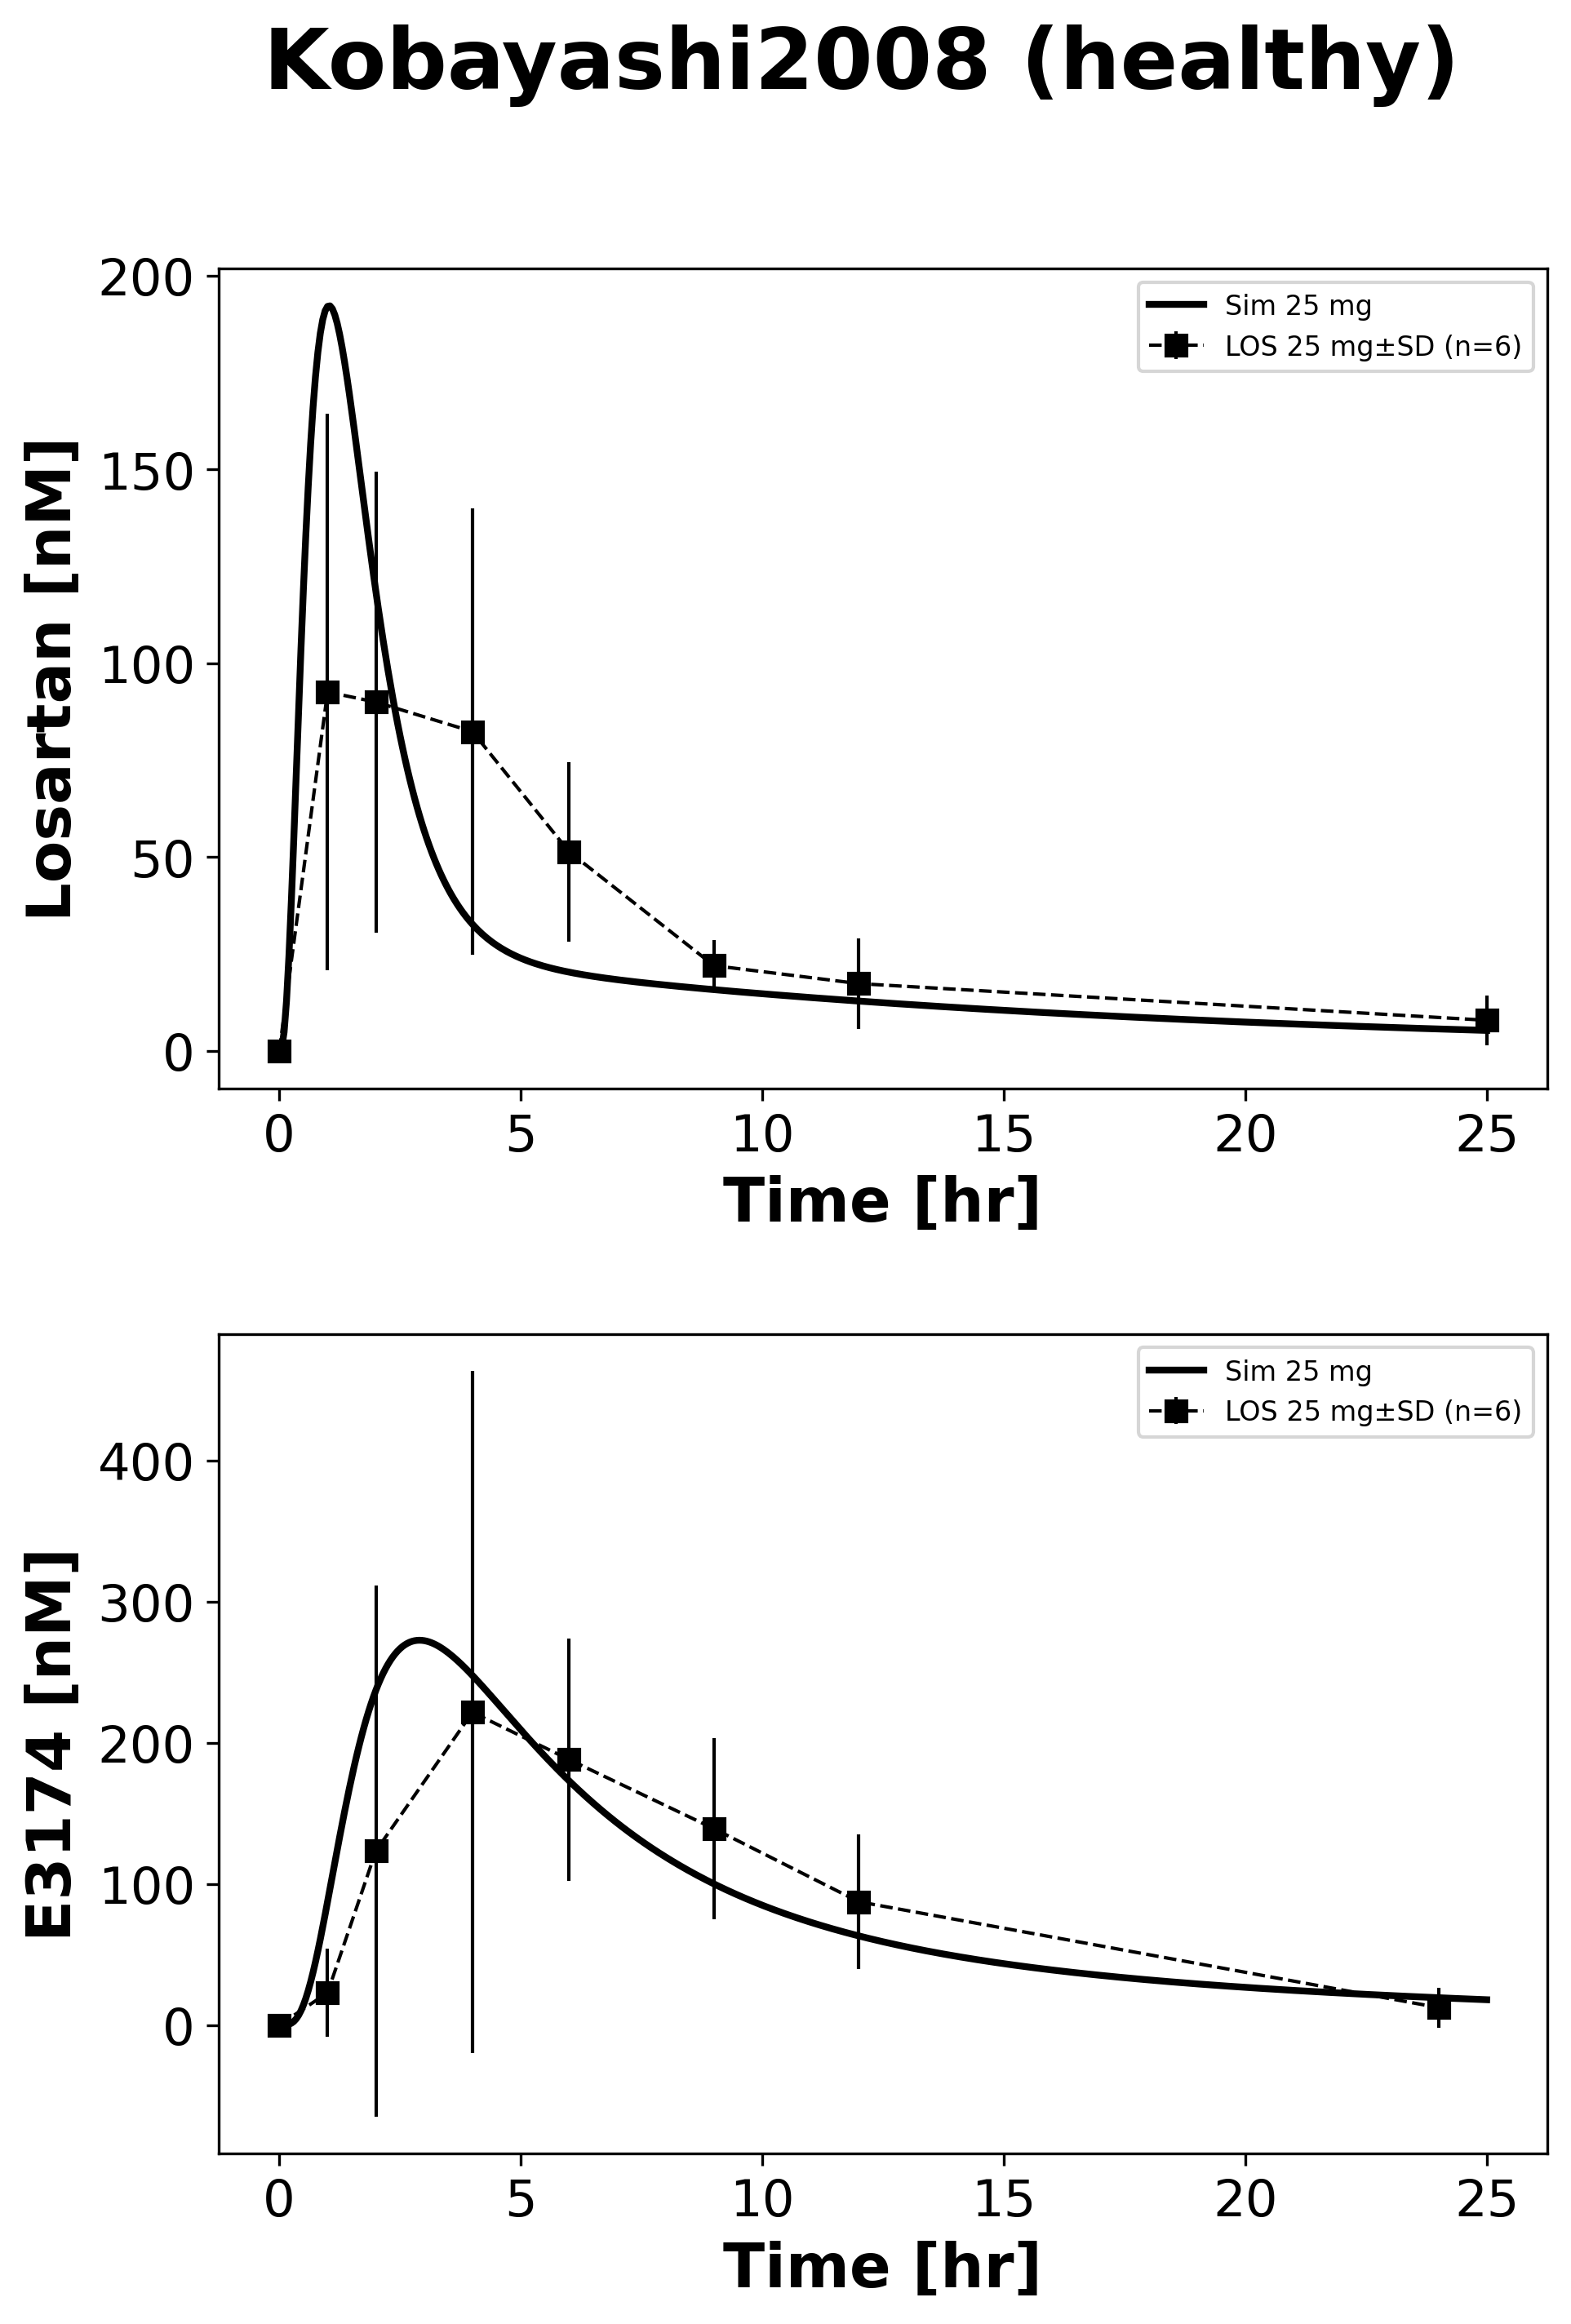 Kobayashi2008 (healthy)
200
150
100
50
0
Losartan [nM]
Sim 25 mg
LOS 25 mg±SD (n=6)
0 5 10 15 20 25
Time [hr]
400
300
200
100
0
E3174 [nM]
Sim 25 mg
LOS 25 mg±SD (n=6)
0 5 10 15 20 25
Time [hr]